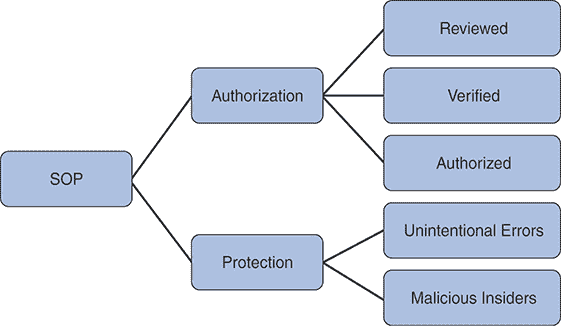 SOP
Authorization
Reviewed
Verified
Authorized
Protection
Unintentional Errors
Malicious Insiders